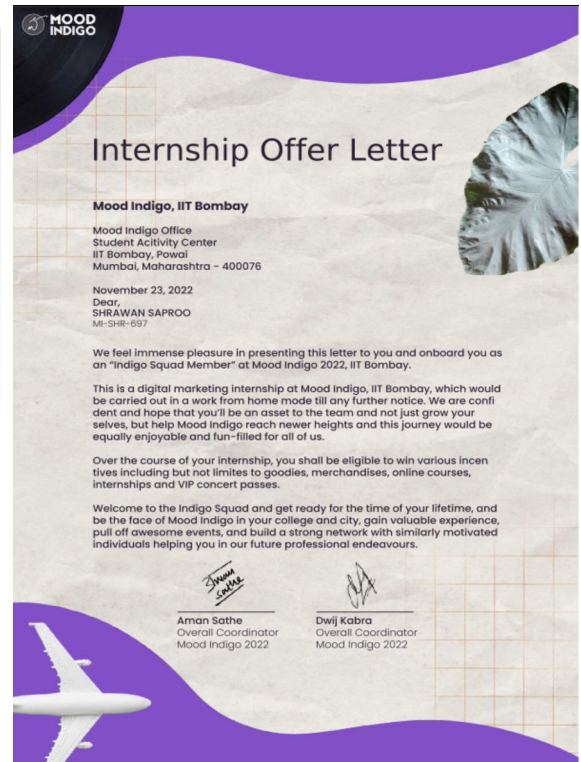 MOOD
INDIGO
Internship Offer Letter
Mood Indigo, IIT Bombay
Mood Indigo Office
Student Acitivity Center
IIT Bombay, Powai
Mumbai, Maharashtra - 400076
November 23, 2022
Dear,
SHRAWAN SAPROO
MI-SHR-697
We feel immense pleasure in presenting this letter to you and onboard you as
an “Indigo Squad Member” at Mood Indigo 2022, IIT Bombay.
This is a digital marketing internship at Mood Indigo, IIT Bombay, which would
be carried out in a work from home mode till any further notice. We are confi
dent and hope that you’ll be an asset to the team and not just grow your
selves, but help Mood Indigo reach newer heights and this journey would be
equally enjoyable and fun-filled for all of us.
Over the course of your internship, you shall be eligible to win various incen
tives including but not limites to goodies, merchandises, online courses,
internships and VIP concert passes.
Welcome to the Indigo Squad and get ready for the time of your lifetime, and
be the face of Mood Indigo in your college and city, gain valuable experience,
pull off awesome events, and build a strong network with similarly motivated
individuals helping you in our future professional endeavours.
Aman Sathe
Overall Coordinator
Mood Indigo 2022
Dwij Kabra
Overall Coordinator
Mood Indigo 2022